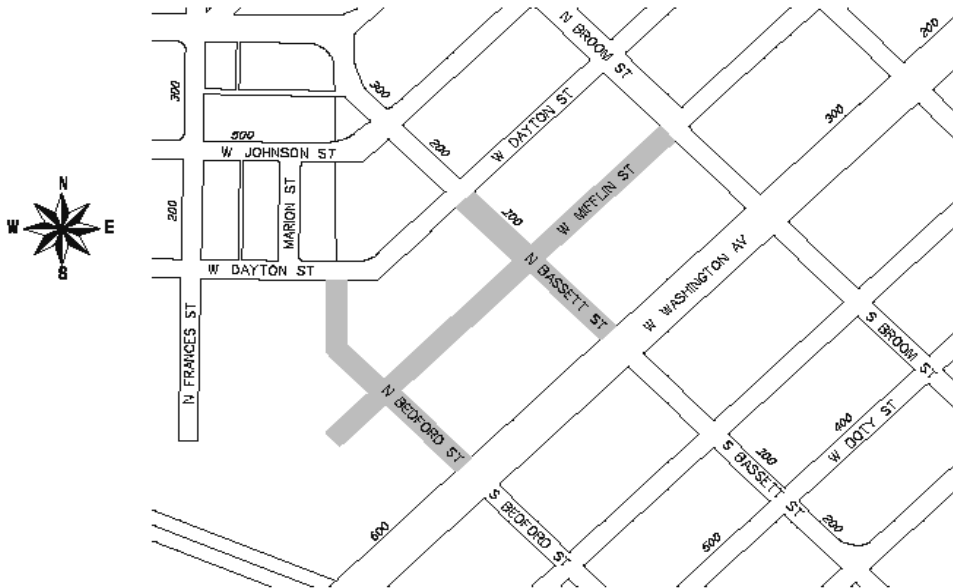 N BROOM ST
200
300
300
300
500
200
W DAYTON ST
W JOHNSON ST
MARION ST
200
N
W E
S
200
W MIFFLIN ST
W DAYTON ST
N BASSETT ST
W WASHINGTON AV
N FRANCES ST
S BROOM ST
N BEDFORD ST
400
W DOTY ST
200
S BASSETT ST
S BEDFORD ST
600
500
200